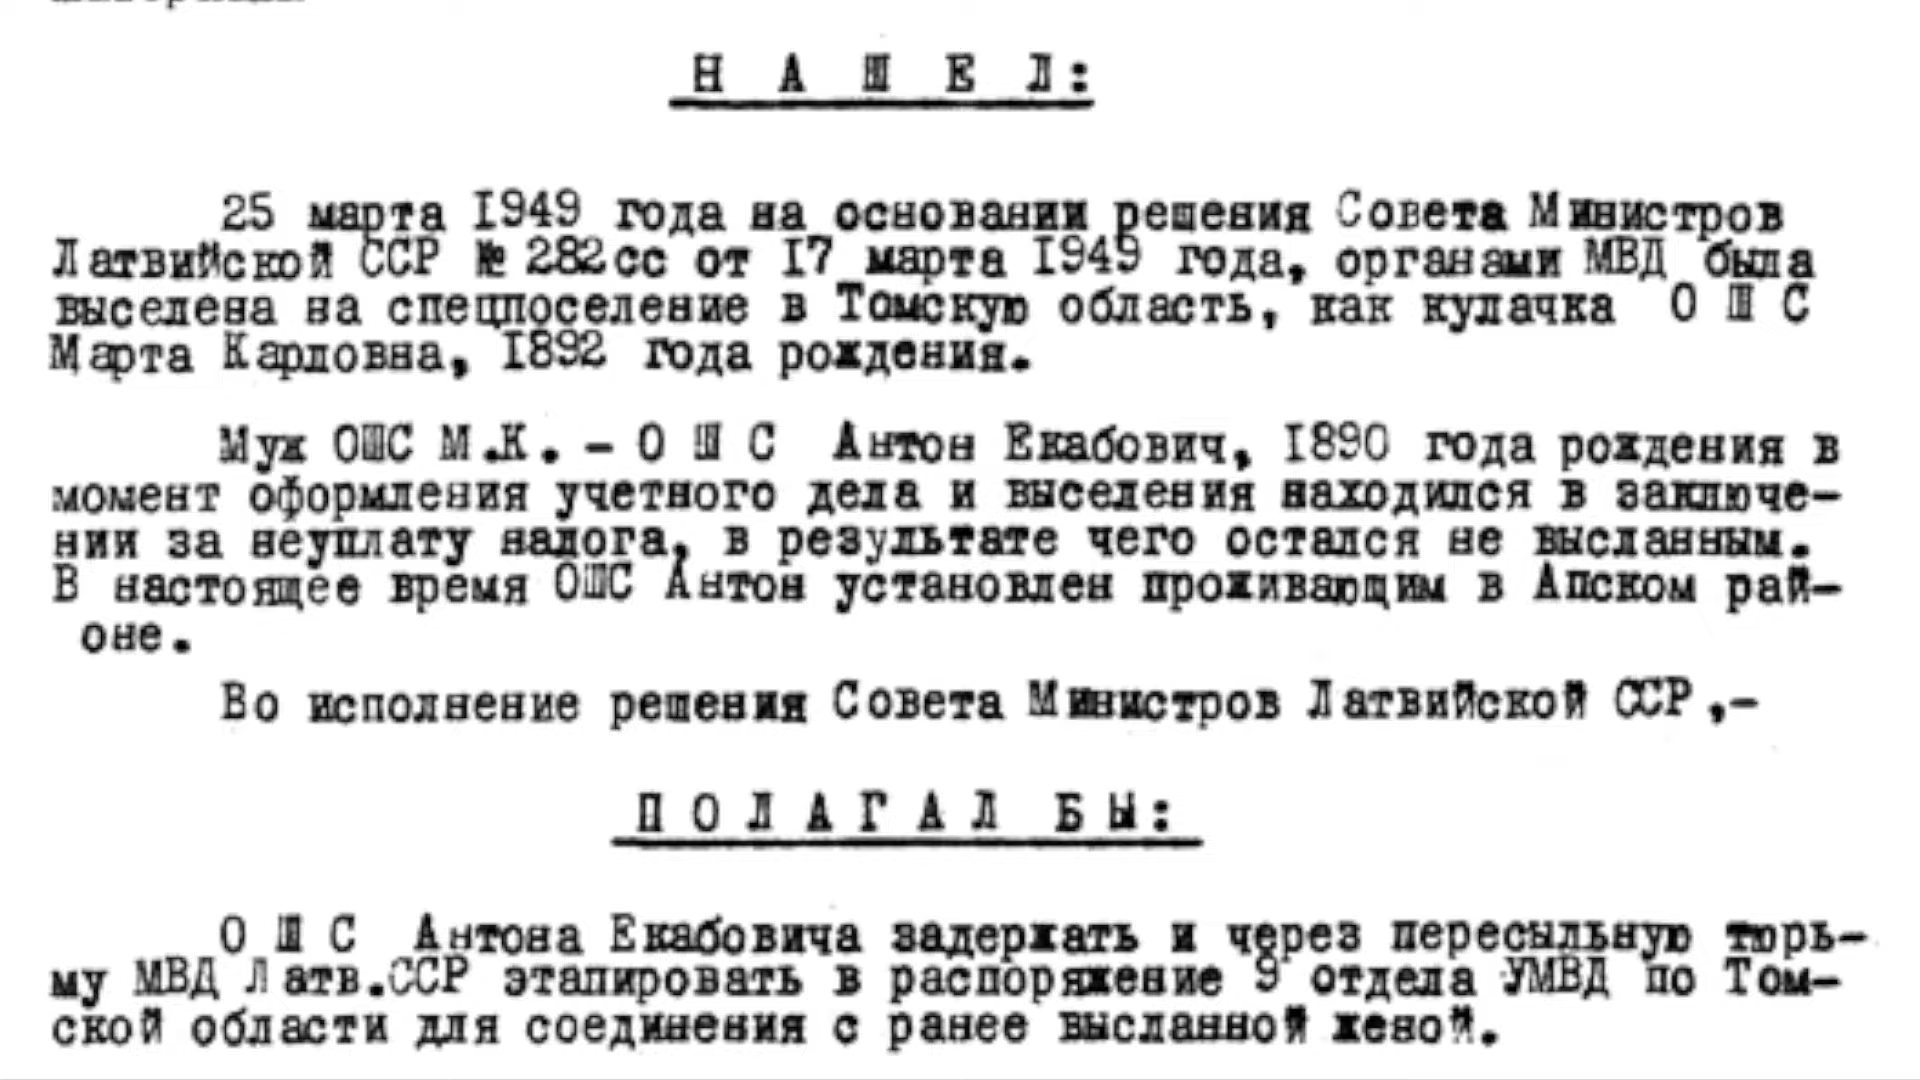 Н А Ш Е Л:
25 марта 1949 года на основании решения Совета Министров
Латвийской ССР № 282сс от 17 марта 1949 года, органами МВД была
выселена на спецпоселение в Томскую область, как кулачка О Ш С
Марта Карловна, 1892 года рождения.
Муж ОШС М.К. - О Ш С Антон Екабович, 1890 года рождения в
момент оформления учетного дела и выселения находился в заключе-
нии за неуплату налога, в результате чего остался не высланным.
В настоящее время ОШС Антон установлен проживающим в Апском рай-
оне.
Во исполнение решения Совета Министров Латвийской ССР,-
П О Л А Г А Л Б Ы:
О Ш С Антона Екабовича задержать и через пересыльную тюрь-
му МВД Латв.ССР этапировать в распоряжение 9 отдела УМВД по Том-
ской области для соединения с ранее высланной женой.